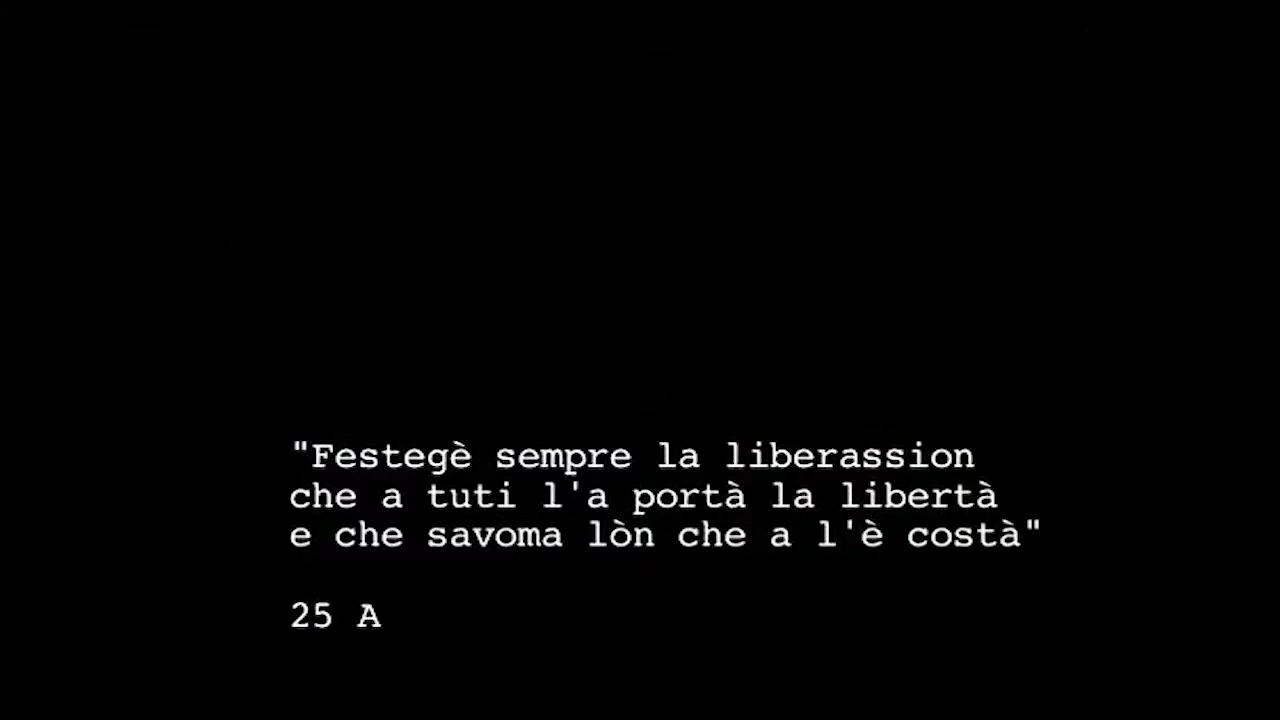 "Festegè sempre la liberassion
che a tuti l'a portà la libertà
e che savoma lòn che a l'è costà"
25 A